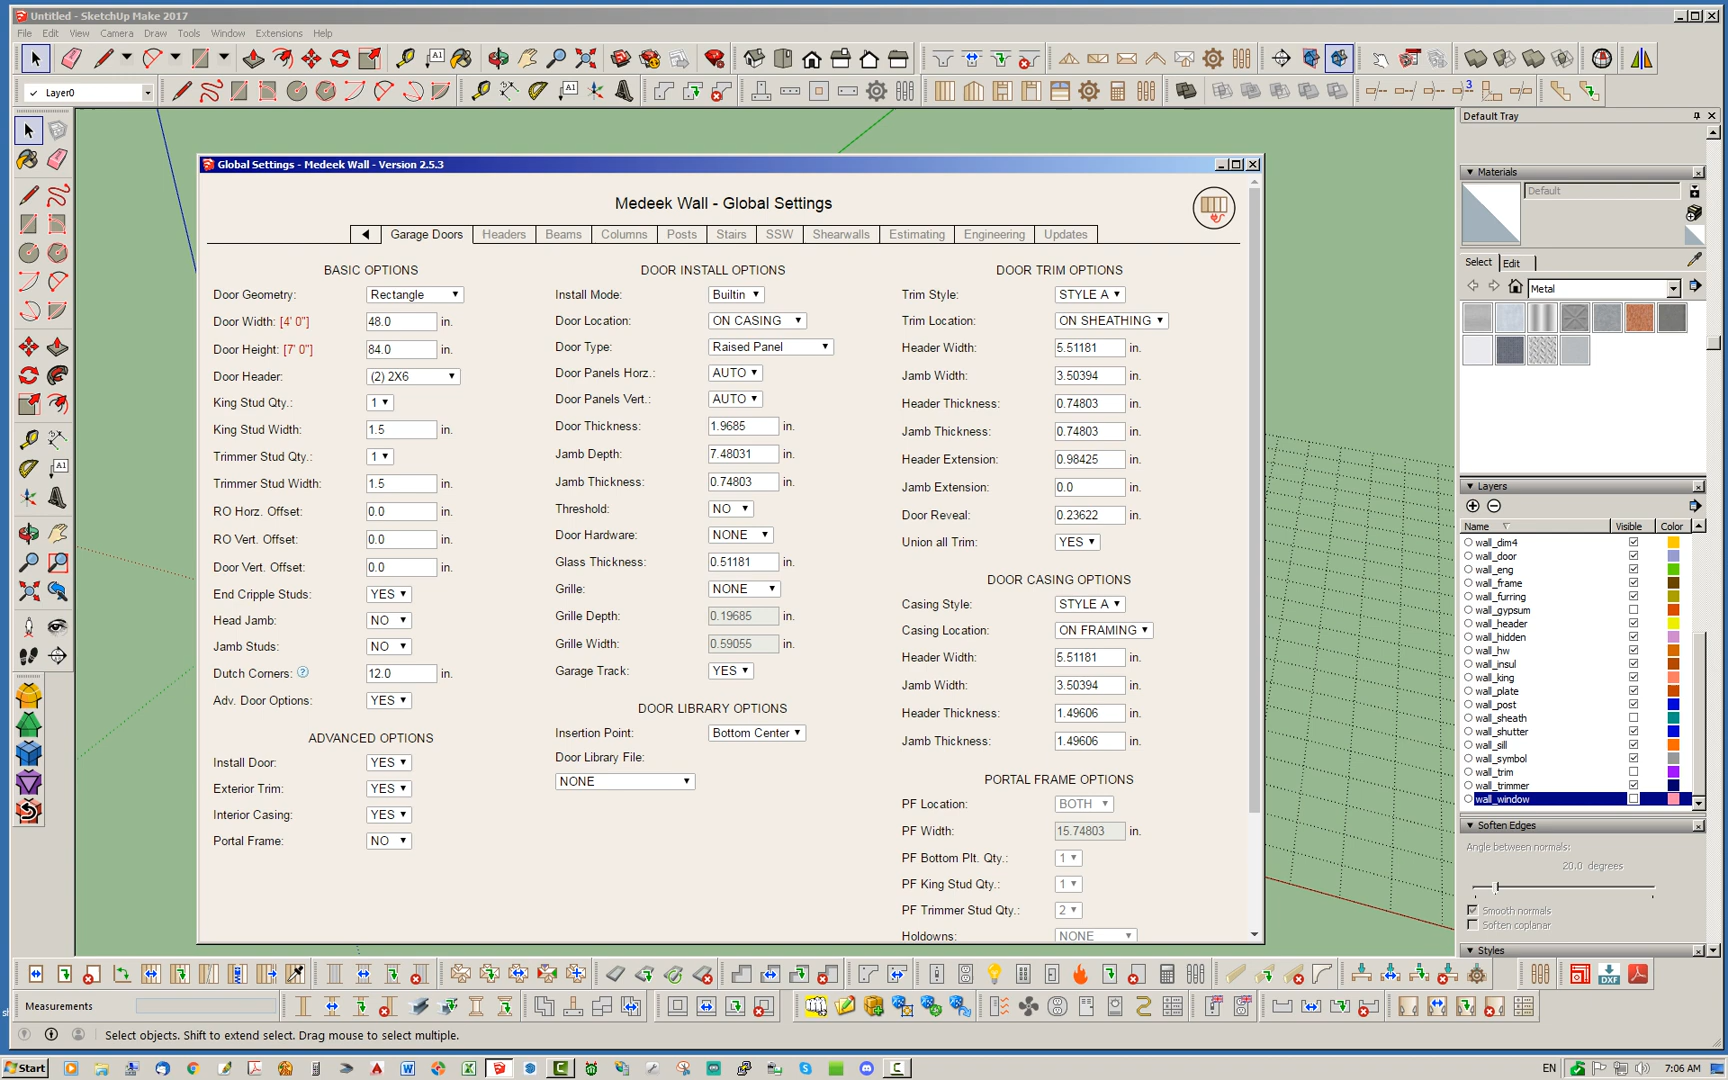 Untitled - SketchUp Make 2017
File Edit View Camera Draw Tools Window Extensions Help
Layer0
Default Tray
Materials
Default
Select Edit
Metal
Global Settings - Medeek Wall - Version 2.5.3
Medeek Wall - Global Settings
Garage Doors Headers Beams Columns Posts Stairs SSW Shearwalls Estimating Engineering Updates
BASIC OPTIONS
Door Geometry: Rectangle
Door Width: [4' 0"] 48.0 in.
Door Height: [7' 0"] 84.0 in.
Door Header: (2) 2X6
King Stud Qty.: 1
King Stud Width: 1.5 in.
Trimmer Stud Qty.: 1
Trimmer Stud Width: 1.5 in.
RO Horz. Offset: 0.0 in.
RO Vert. Offset: 0.0 in.
Door Vert. Offset: 0.0 in.
End Cripple Studs: YES
Head Jamb: NO
Jamb Studs: NO
Dutch Corners: ? 12.0 in.
Adv. Door Options: YES
ADVANCED OPTIONS
Install Door: YES
Exterior Trim: YES
Interior Casing: YES
Portal Frame: NO
DOOR INSTALL OPTIONS
Install Mode: Builtin
Door Location: ON CASING
Door Type: Raised Panel
Door Panels Horz.: AUTO
Door Panels Vert.: AUTO
Door Thickness: 1.9685 in.
Jamb Depth: 7.48031 in.
Jamb Thickness: 0.74803 in.
Threshold: NO
Door Hardware: NONE
Glass Thickness: 0.51181 in.
Grille: NONE
Grille Depth: 0.19685 in.
Grille Width: 0.59055 in.
Garage Track: YES
DOOR LIBRARY OPTIONS
Insertion Point: Bottom Center
Door Library File:
NONE
DOOR TRIM OPTIONS
Trim Style: STYLE A
Trim Location: ON SHEATHING
Header Width: 5.51181 in.
Jamb Width: 3.50394 in.
Header Thickness: 0.74803 in.
Jamb Thickness: 0.74803 in.
Header Extension: 0.98425 in.
Jamb Extension: 0.0 in.
Door Reveal: 0.23622 in.
Union all Trim: YES
DOOR CASING OPTIONS
Casing Style: STYLE A
Casing Location: ON FRAMING
Header Width: 5.51181 in.
Jamb Width: 3.50394 in.
Header Thickness: 1.49606 in.
Jamb Thickness: 1.49606 in.
PORTAL FRAME OPTIONS
PF Location: BOTH
PF Width: 15.74803 in.
PF Bottom Plt. Qty.: 1
PF King Stud Qty.: 1
PF Trimmer Stud Qty.: 2
Holdowns: NONE
Layers
Name Visible Color
wall_dim4
wall_door
wall_eng
wall_frame
wall_furring
wall_gypsum
wall_header
wall_hidden
wall_hw
wall_insul
wall_king
wall_plate
wall_post
wall_sheath
wall_shutter
wall_sill
wall_symbol
wall_trim
wall_trimmer
wall_window
Soften Edges
Angle between normals:
20.0 degrees
Smooth normals
Soften coplanar
Styles
DXF
Measurements
Select objects. Shift to extend select. Drag mouse to select multiple.
Start
EN
7:06 AM